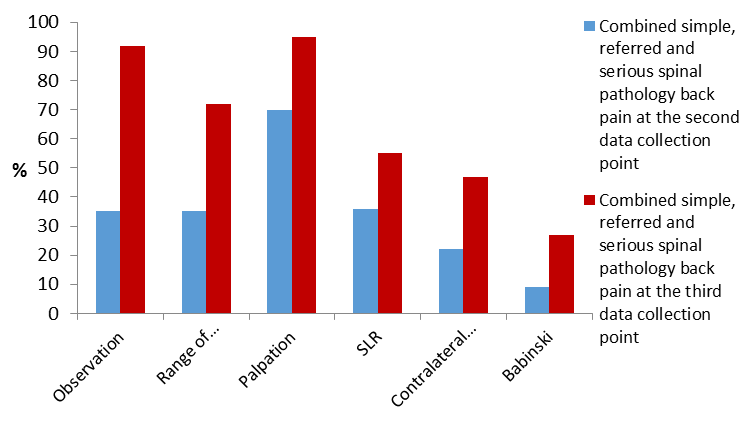 100
90
80
70
60
50
40
30
20
10
0
%
Observation
Range of...
Palpation
SLR
Contralateral...
Babinski
Combined simple,
referred and
serious spinal
pathology back
pain at the second
data collection
point
Combined simple,
referred and
serious spinal
pathology back
pain at the third
data collection
point